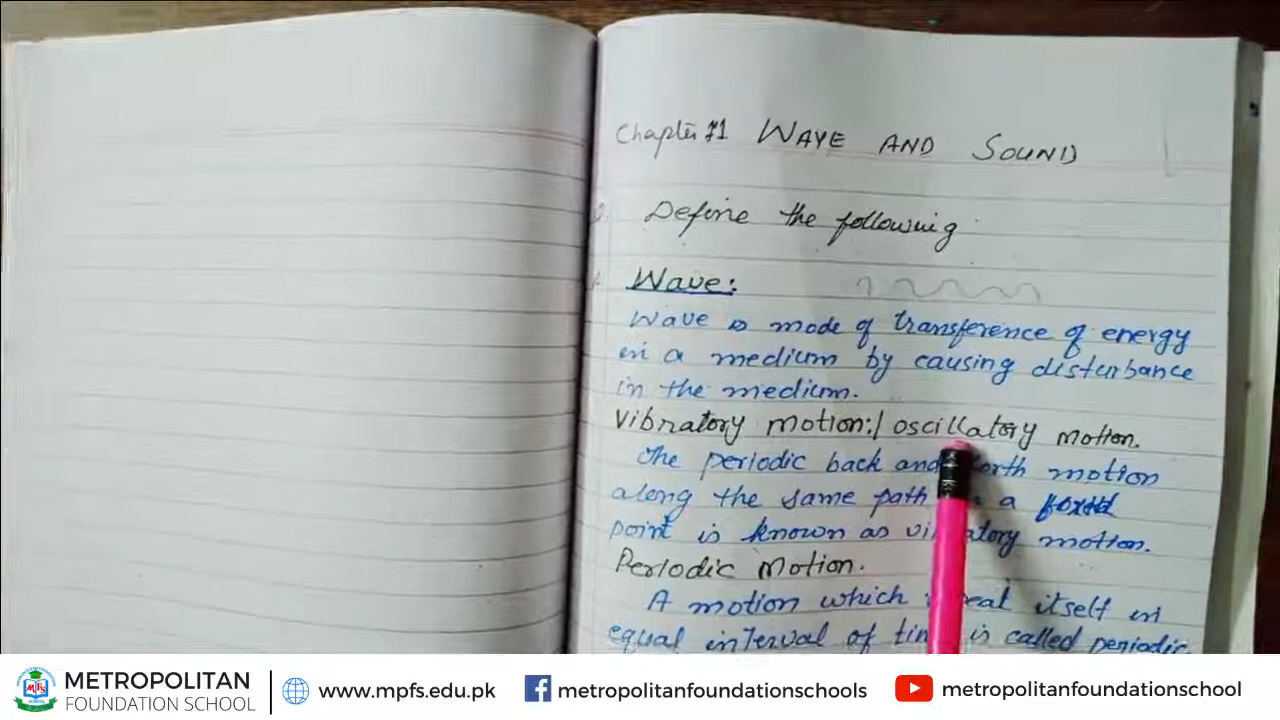 Chapter 11 WAVE AND SOUND
Define the following
Wave:
Wave is mode of transference of energy
in a medium by causing disturbance
in the medium.
Vibratory motion:/ oscillatory motion.
The periodic back and forth motion
along the same path a
point is known as vibratory motion.
Periodic Motion.
A motion which repeat itself in
equal interval of time is called periodic
METROPOLITAN
FOUNDATION SCHOOL
www.mpfs.edu.pk
metropolitanfoundationschools
metropolitanfoundationschool